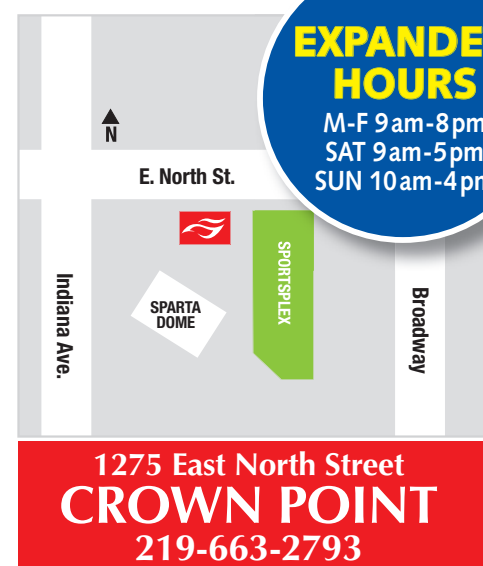 EXPANDE
HOURS
M-F 9am-8pm
SAT 9am-5pm
SUN 10am-4pm
N
E. North St.
Indiana Ave.
SPARTA
DOME
SPORTSPLEX
Broadway
1275 East North Street
CROWN POINT
219-663-2793